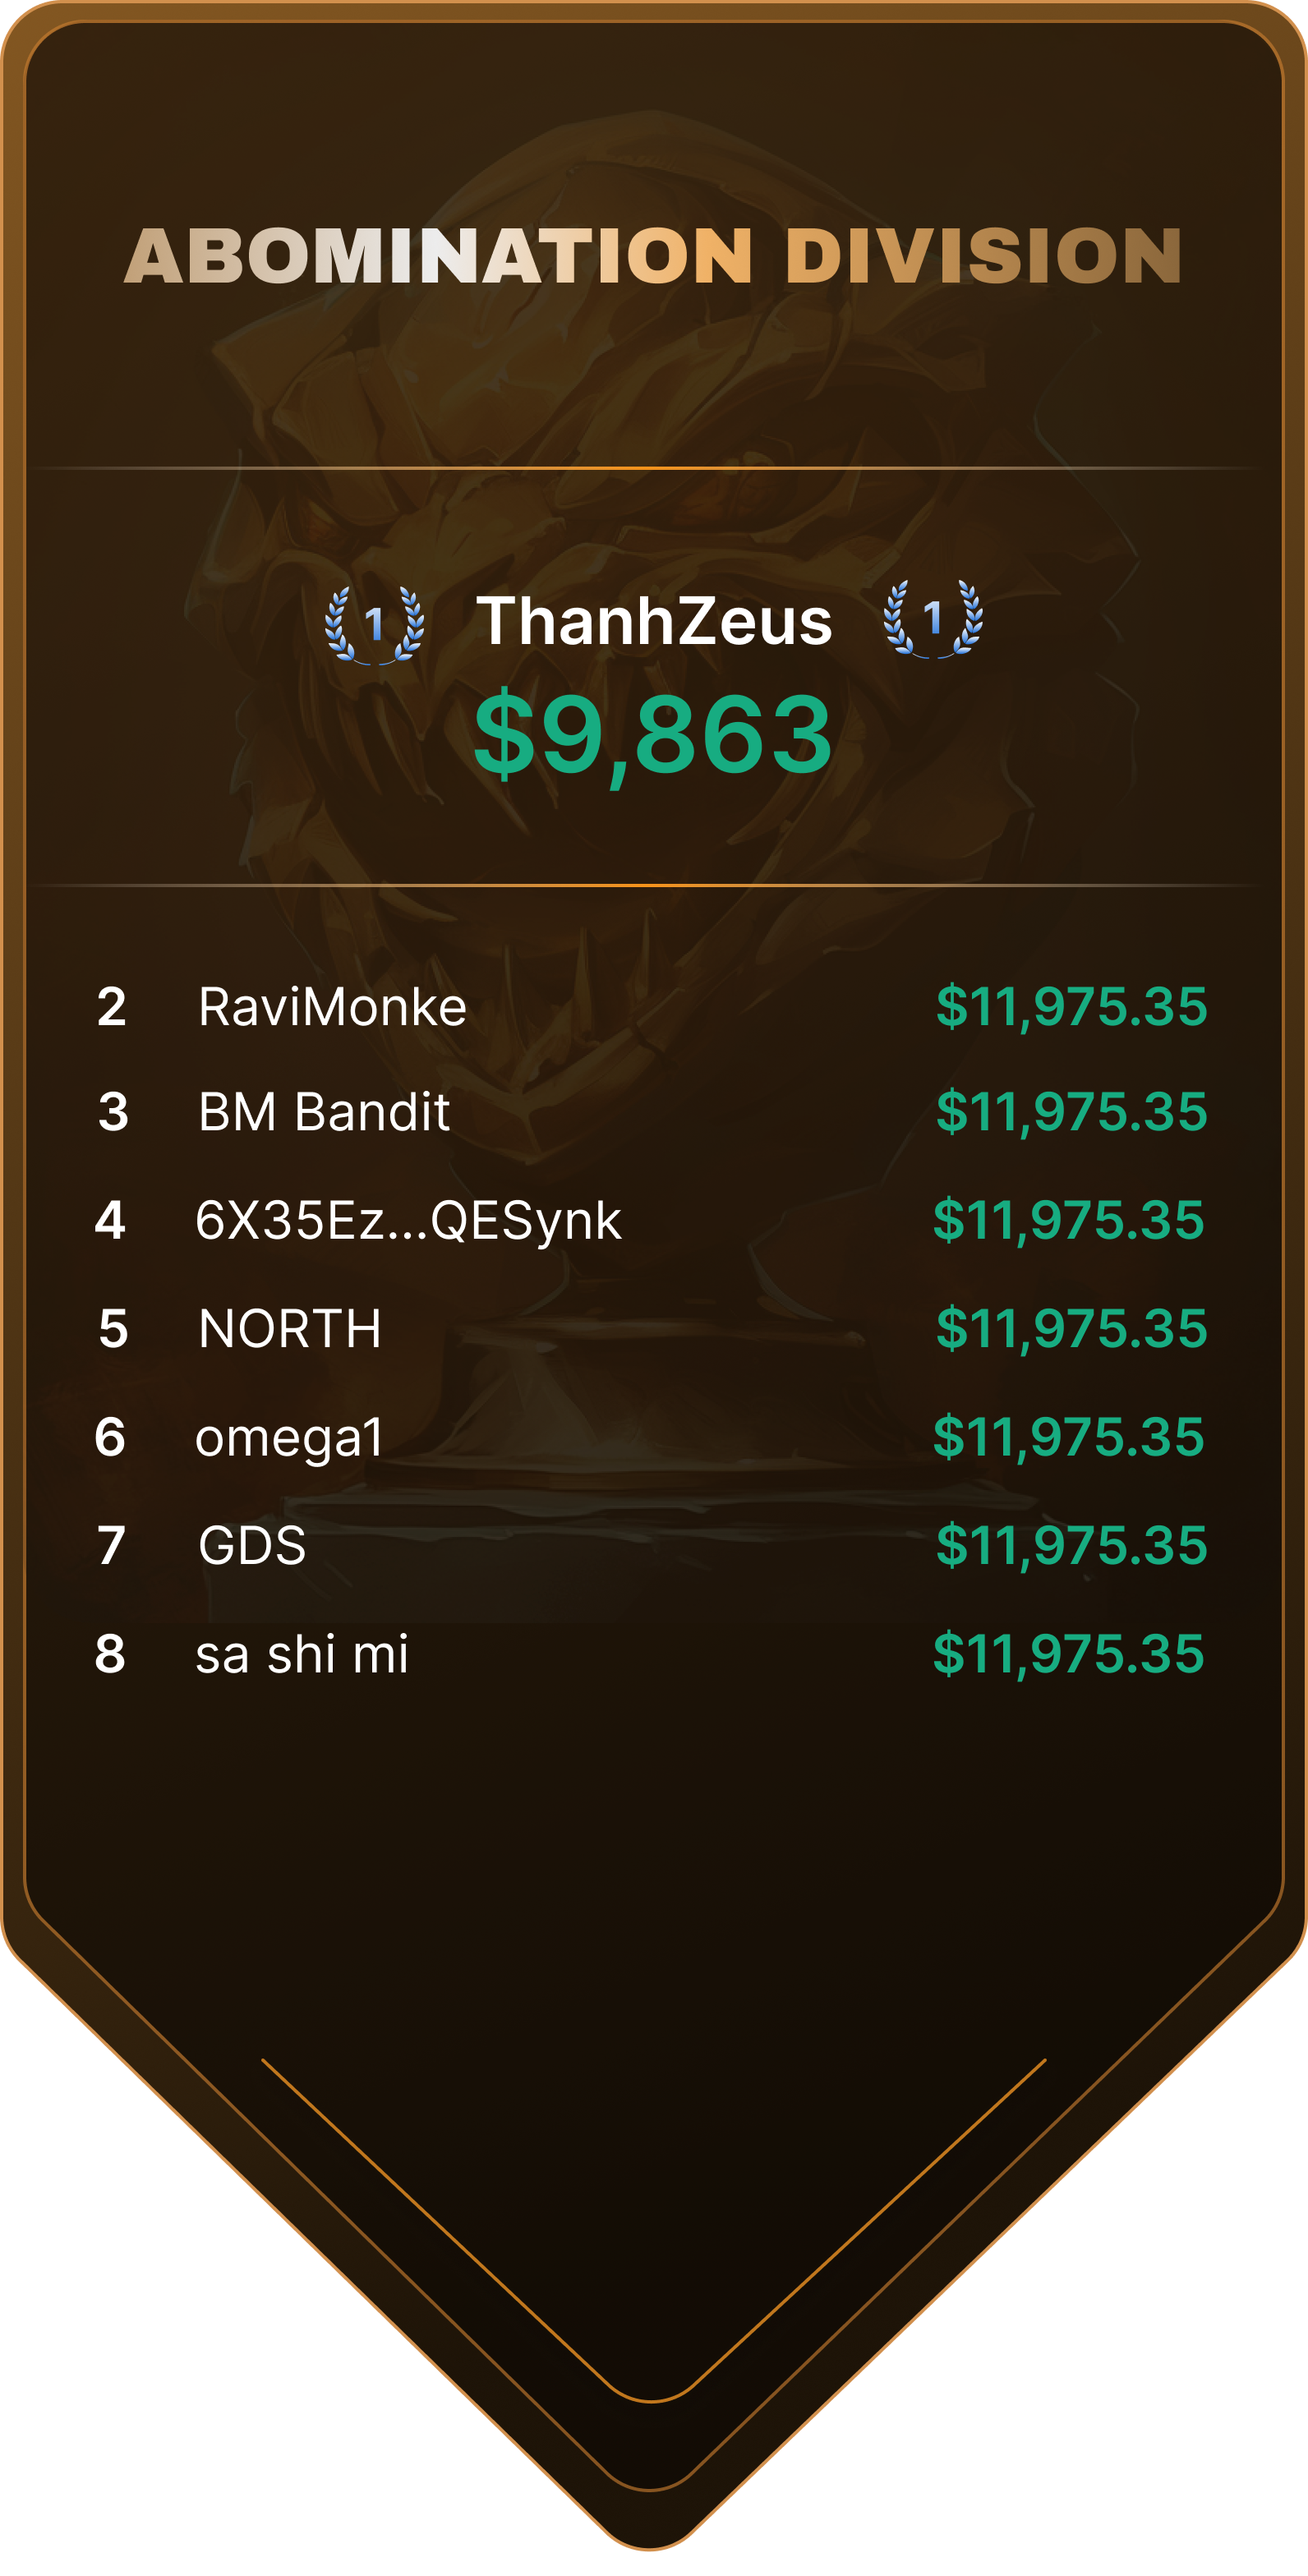 ABOMINATION DIVISION
1 ThanhZeus 1
$9,863
2 RaviMonke $11,975.35
3 BM Bandit $11,975.35
4 6X35Ez...QESynk $11,975.35
5 NORTH $11,975.35
6 omega1 $11,975.35
7 GDS $11,975.35
8 sa shi mi $11,975.35